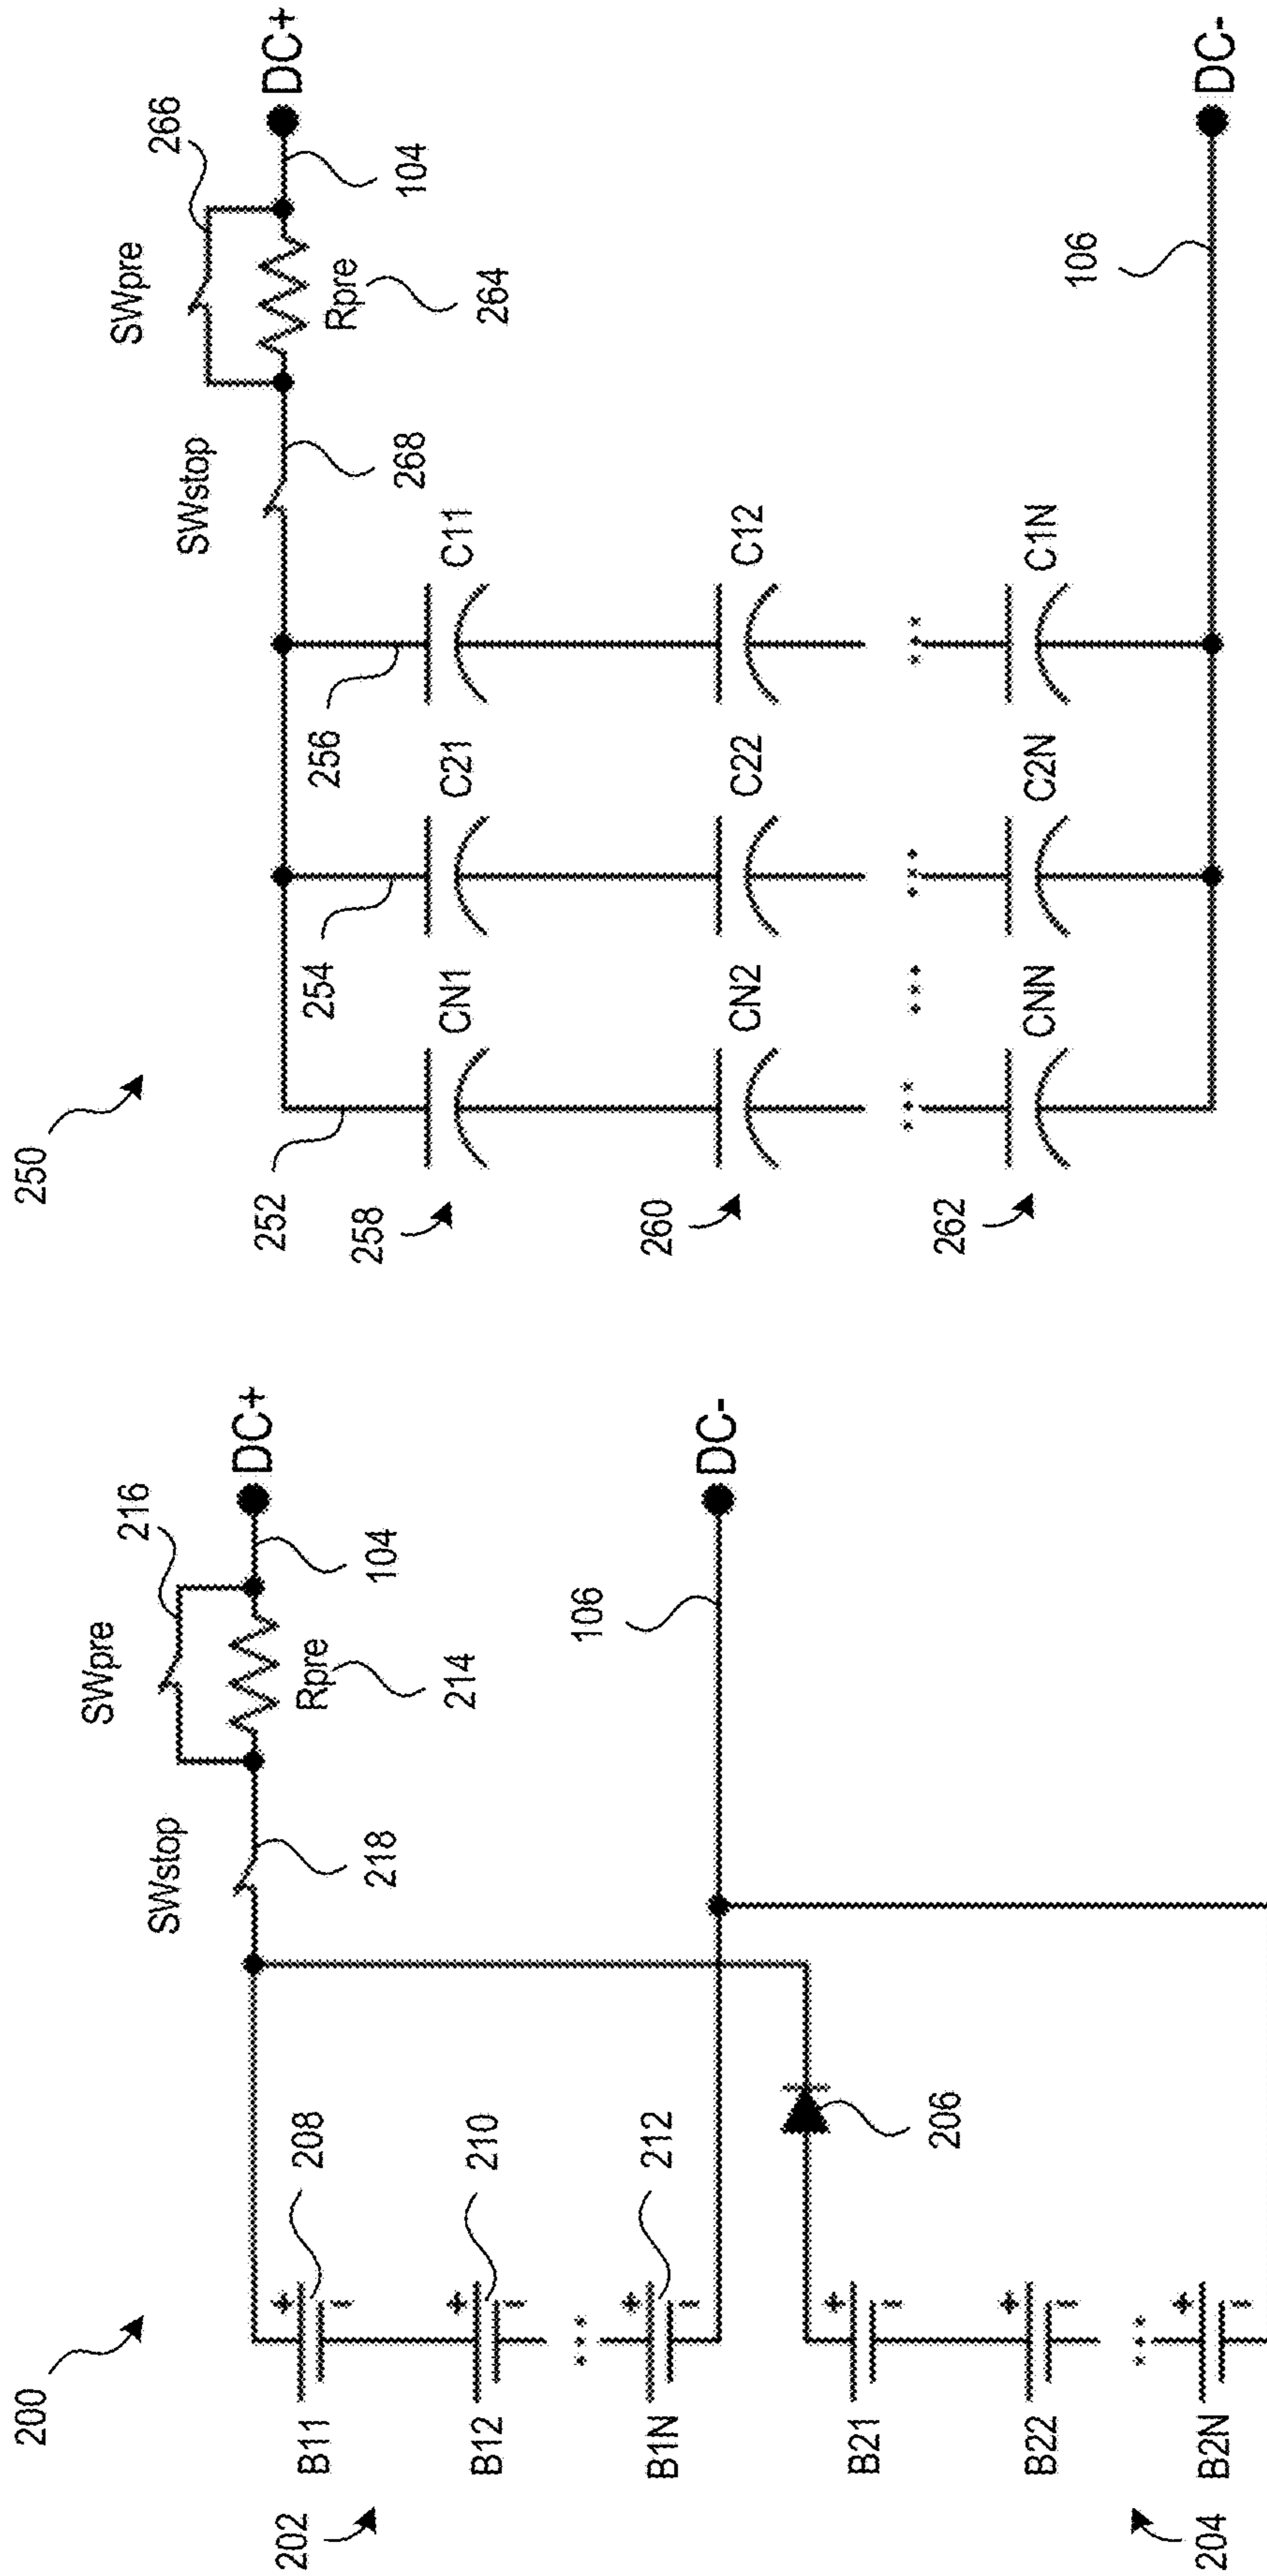 200
SWpre
216
SWstop
DC+
218
Rpre
104
214
202
B11
208
B12
210
106
DC-
B1N
212
206
B21
B22
204
B2N
250
SWpre
266
SWstop
DC+
252
254
256
268
Rpre
104
264
258
CN1
C21
C11
260
CN2
C22
C12
262
CNN
C2N
C1N
106
DC-